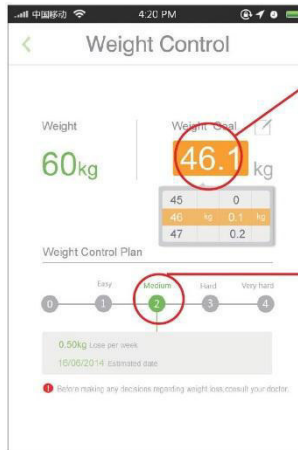 中国移动 4:20 PM
Weight Control
Weight Weight Goal
60kg 46.1 kg
45 0
46 kg 0.1 kg
47 0.2
Weight Control Plan
Easy Medium Hard Very hard
0 1 2 3 4
0.50kg Lose per week
16/06/2014 Estimated date
Before making any decisions regarding weight loss,consult your doctor.